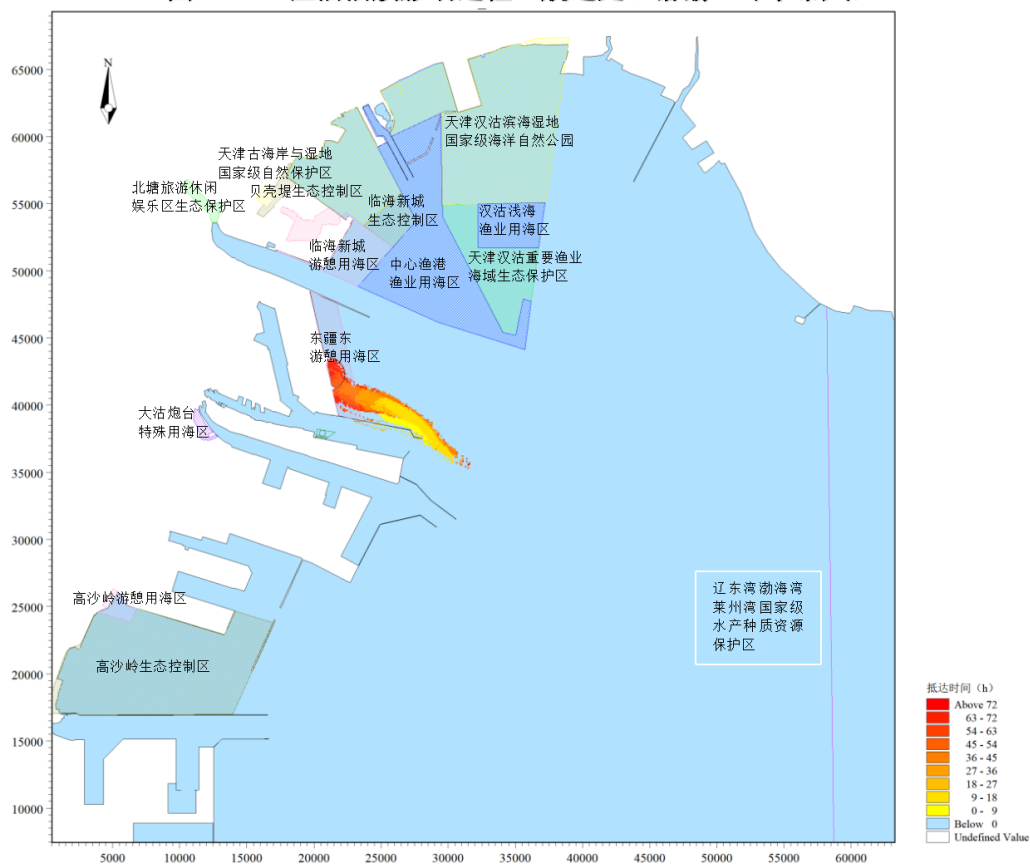 N
65000
60000
55000
50000
45000
40000
35000
30000
25000
20000
15000
10000
天津汉沽滨海湿地
国家级海洋自然公园
天津古海岸与湿地
国家级自然保护区
贝壳堤生态控制区
北塘旅游休闲
娱乐区生态保护区
临海新城
生态控制区
汉沽浅海
渔业用海区
临海新城
游憩用海区
中心渔港
渔业用海区
天津汉沽重要渔业
海域生态保护区
东疆东
游憩用海区
大沽炮台
特殊用海区
高沙岭游憩用海区
高沙岭生态控制区
辽东湾渤海湾
莱州湾国家级
水产种质资源
保护区
抵达时间（h）
Above 72
63 - 72
54 - 63
45 - 54
36 - 45
27 - 36
18 - 27
9 - 18
0 - 9
Below 0
Undefined Value
5000 10000 15000 20000 25000 30000 35000 40000 45000 50000 55000 60000